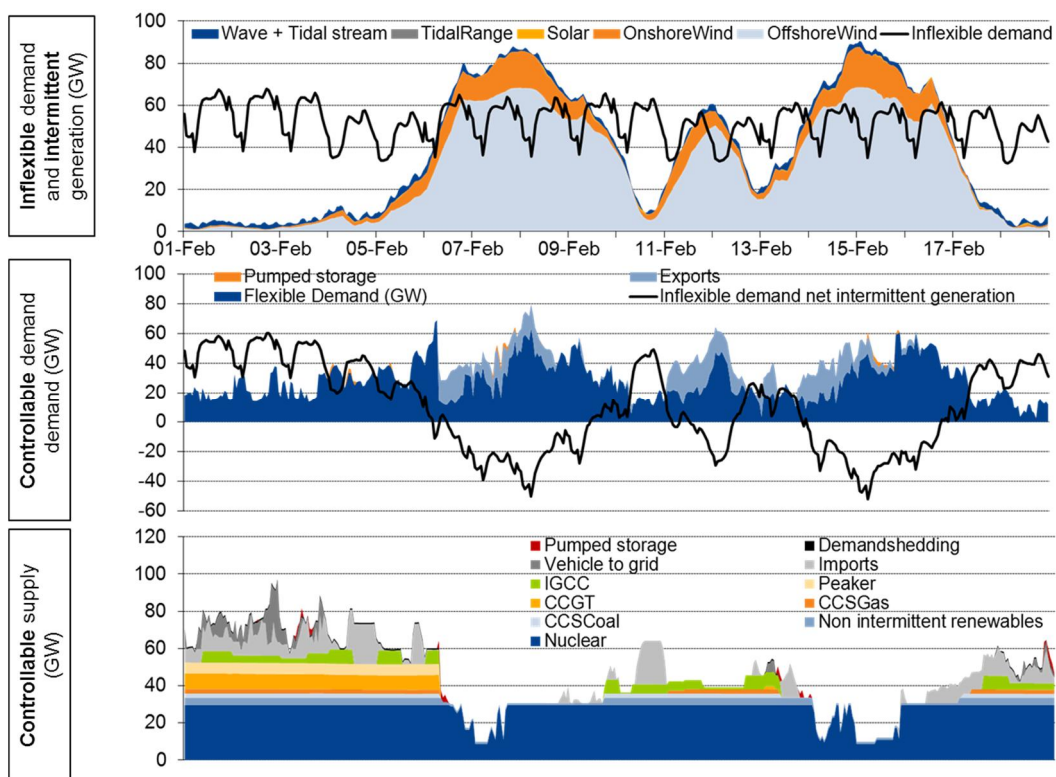 Inflexible demand
and intermittent
generation (GW)
Wave + Tidal stream TidalRange Solar OnshoreWind OffshoreWind Inflexible demand
100
80
60
40
20
0
01-Feb 03-Feb 05-Feb 07-Feb 09-Feb 11-Feb 13-Feb 15-Feb 17-Feb
Controllable demand
demand (GW)
Pumped storage Exports
Flexible Demand (GW) Inflexible demand net intermittent generation
100
80
60
40
20
0
-20
-40
-60
Controllable supply
(GW)
Pumped storage Demandshedding
Vehicle to grid Imports
IGCC Peaker
CCGT CCSGas
CCSCoal Non intermittent renewables
Nuclear
120
100
80
60
40
20
0